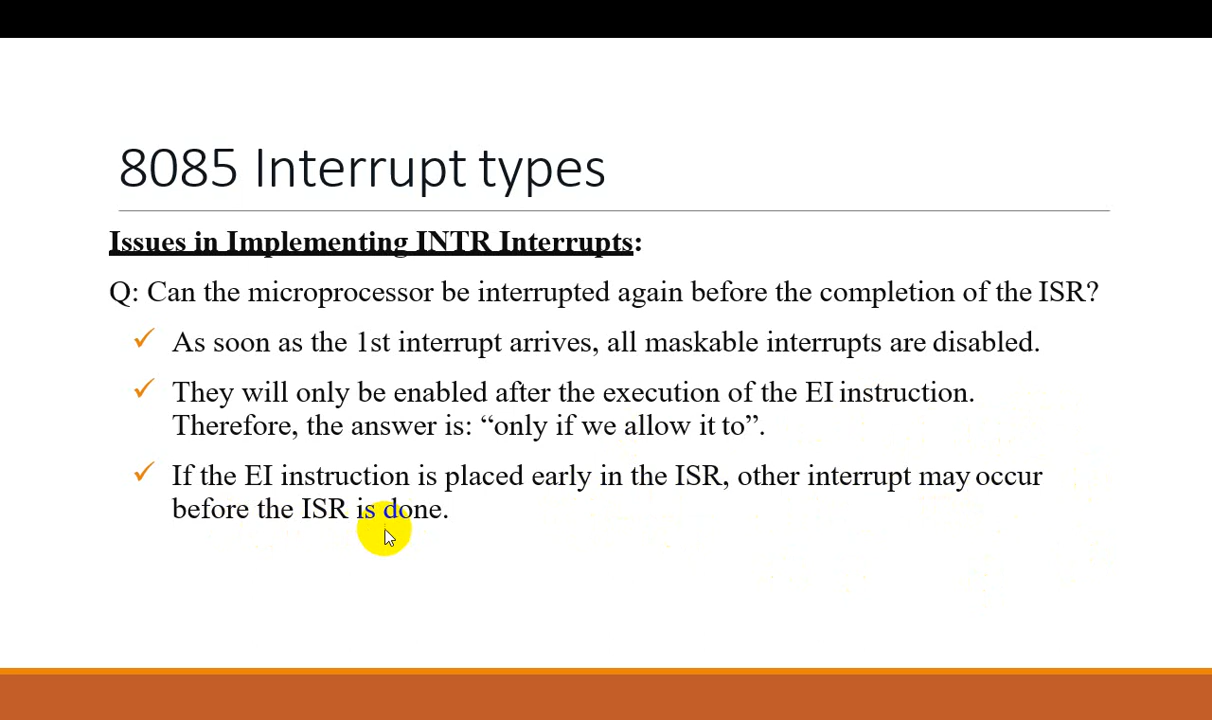 8085 Interrupt types
Issues in Implementing INTR Interrupts:
Q: Can the microprocessor be interrupted again before the completion of the ISR?
✓ As soon as the 1st interrupt arrives, all maskable interrupts are disabled.
✓ They will only be enabled after the execution of the EI instruction.
Therefore, the answer is: “only if we allow it to”.
✓ If the EI instruction is placed early in the ISR, other interrupt may occur
before the ISR is done.